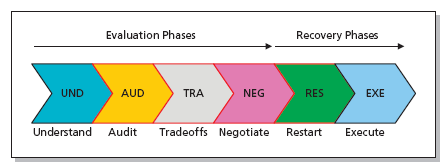 Evaluation Phases Recovery Phases
UND AUD TRA NEG RES EXE
Understand Audit Tradeoffs Negotiate Restart Execute